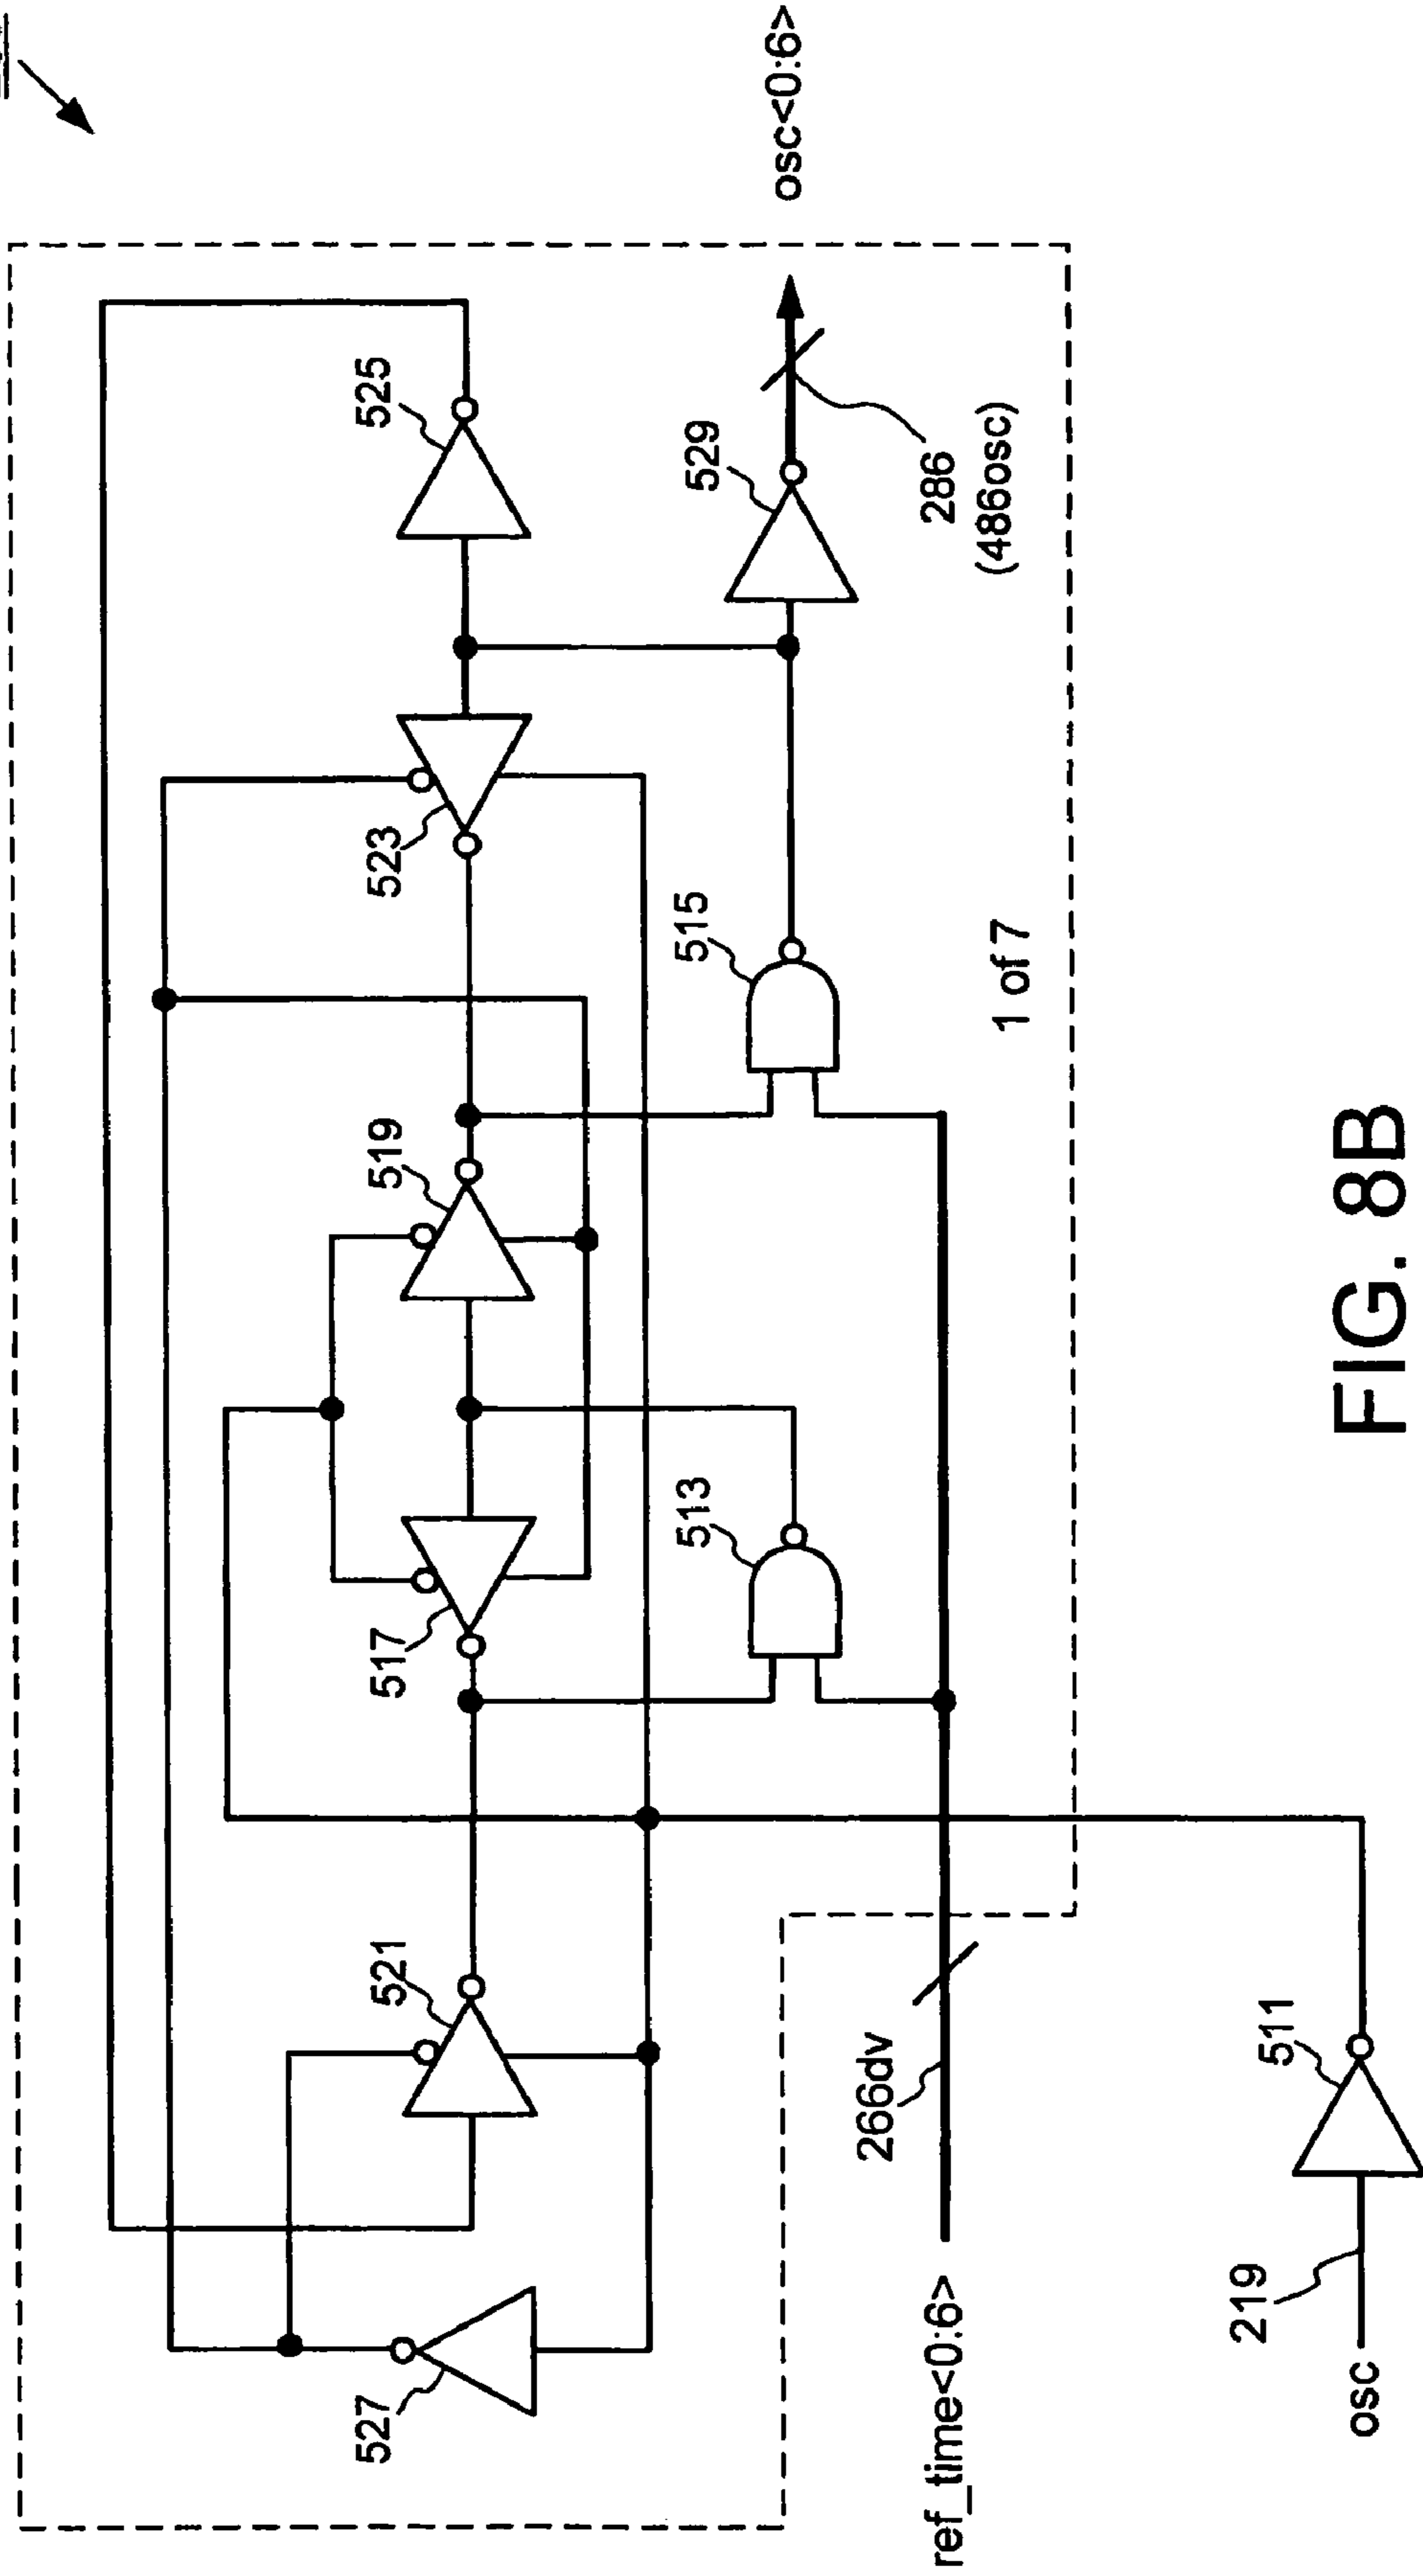 525
523
519
517
521
527
529
286
(486osc)
osc<0:6>
515
513
1 of 7
266dv
ref_time<0:6>
511
219
osc
FIG. 8B